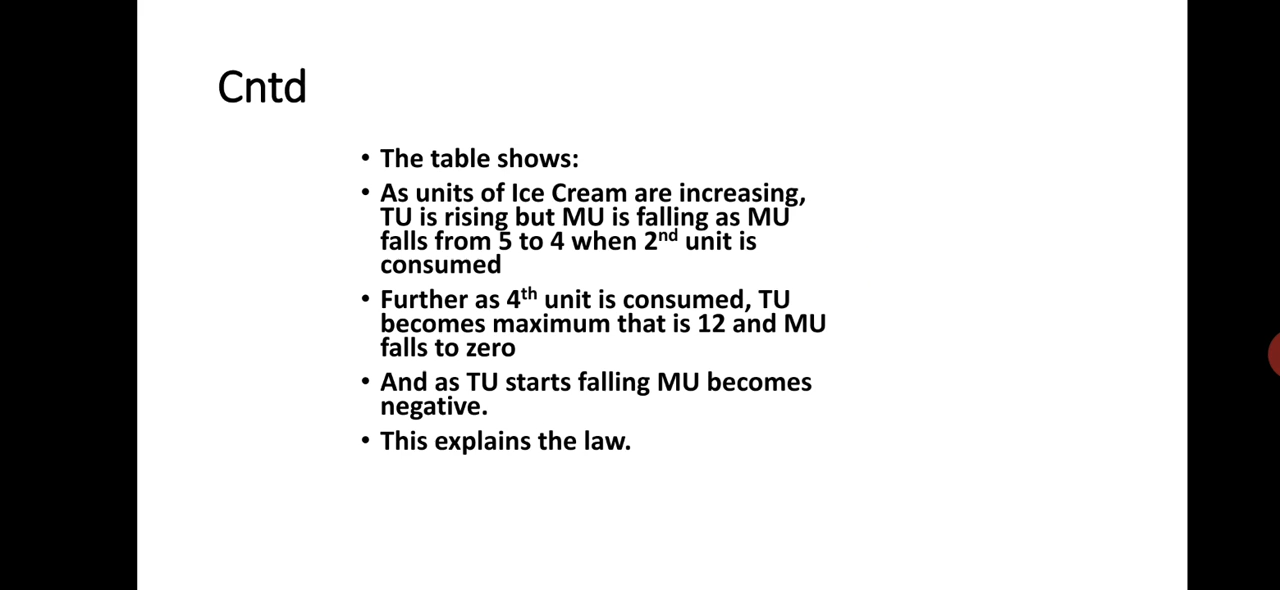 Cntd
• The table shows:
• As units of Ice Cream are increasing,
TU is rising but MU is falling as MU
falls from 5 to 4 when 2nd unit is
consumed
• Further as 4th unit is consumed, TU
becomes maximum that is 12 and MU
falls to zero
• And as TU starts falling MU becomes
negative.
• This explains the law.